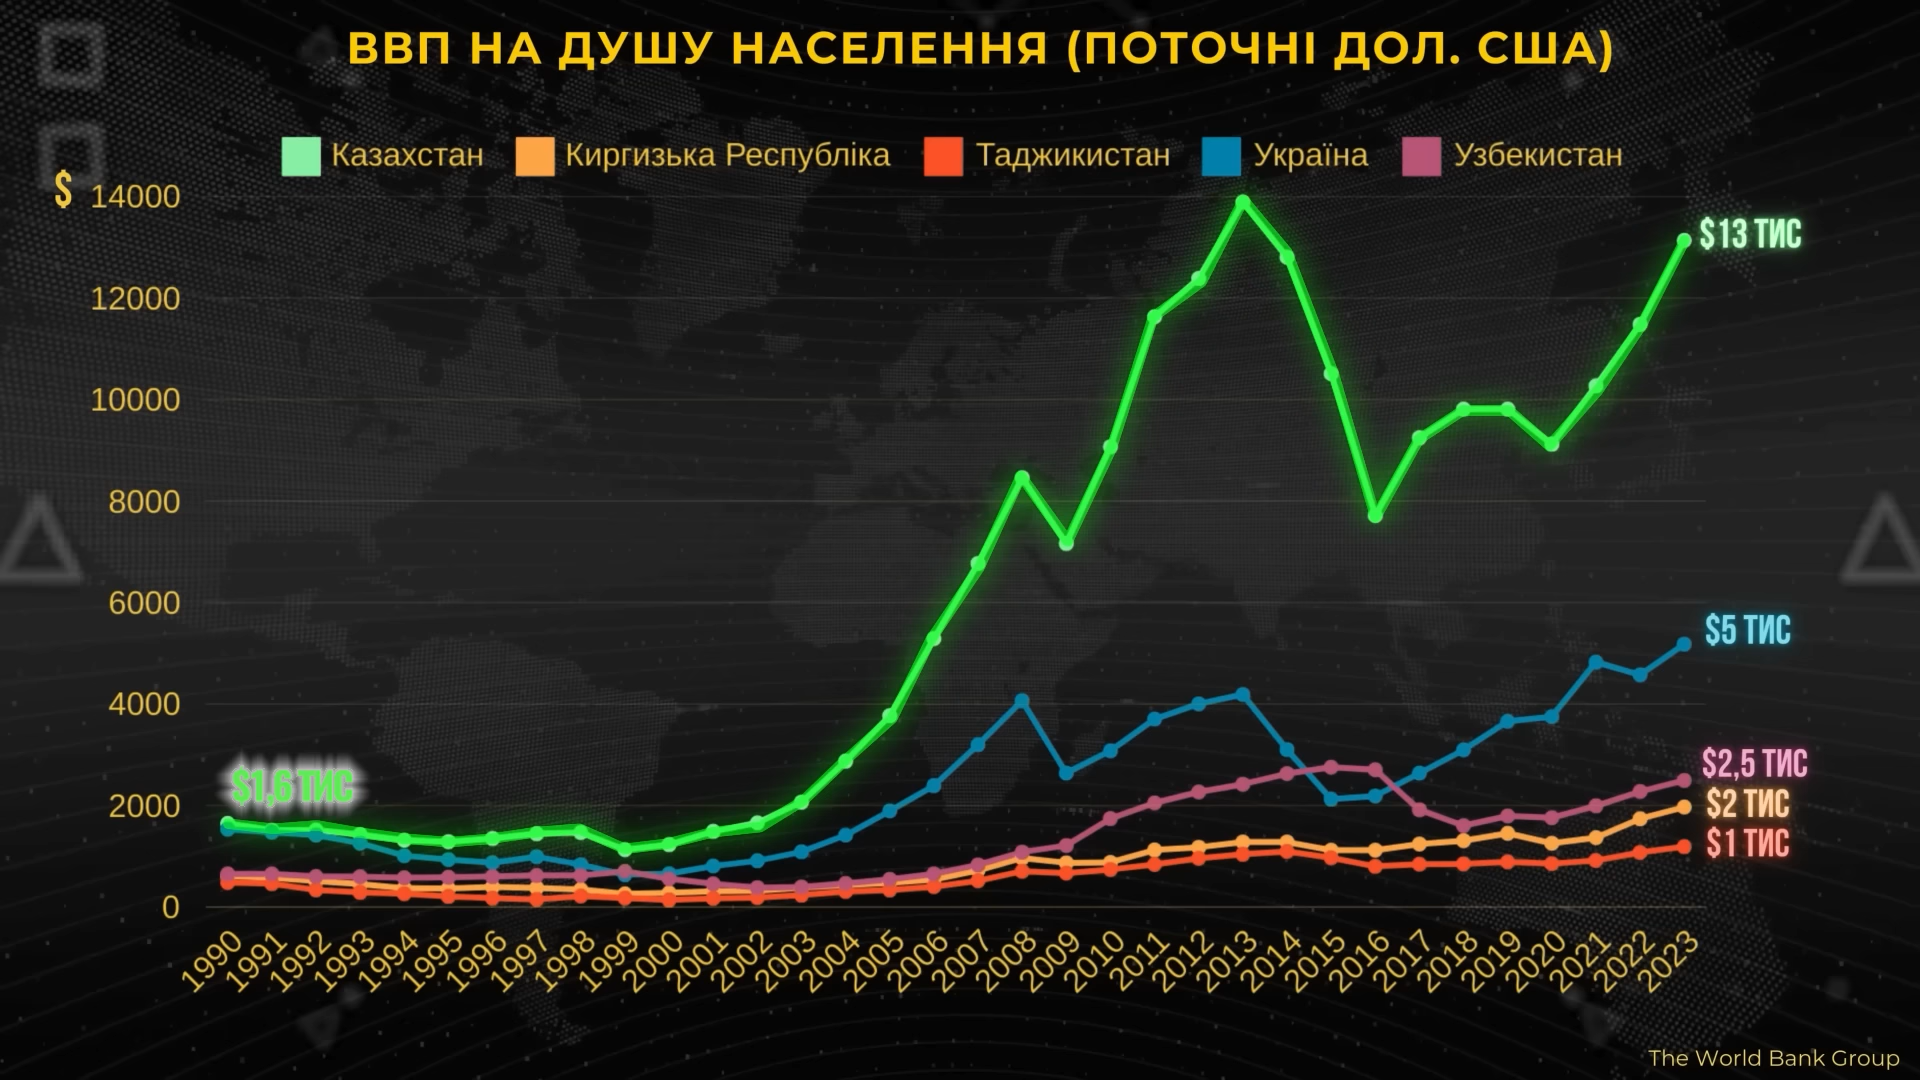 ВВП НА ДУШУ НАСЕЛЕННЯ (ПОТОЧНІ ДОЛ. США)
Казахстан Киргизька Республіка Таджикистан Україна Узбекистан
$ 14000
$13 ТИС
12000
10000
8000
6000
$5 ТИС
4000
$2,5 ТИС
$1,6 ТИС
2000
$2 ТИС
$1 ТИС
0
1990 1991 1992 1993 1994 1995 1996 1997 1998 1999 2000 2001 2002 2003 2004 2005 2006 2007 2008 2009 2010 2011 2012 2013 2014 2015 2016 2017 2018 2019 2020 2021 2022 2023
The World Bank Group